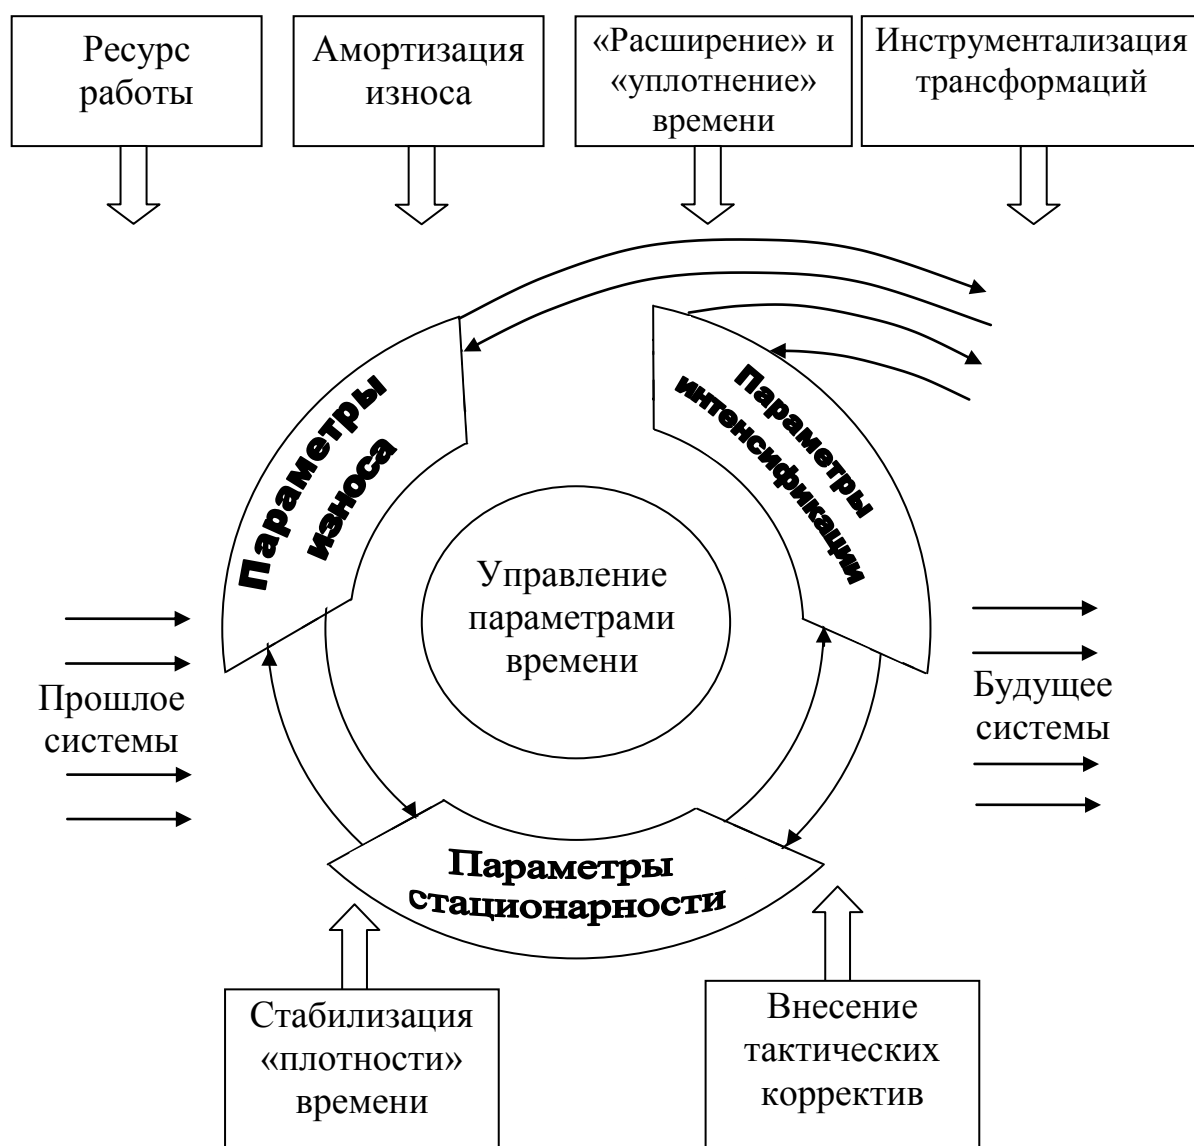 Ресурс
работы
Амортизация
износа
«Расширение» и
«уплотнение»
времени
Инструментализация
трансформаций
Параметры
износа
Параметры
интенсификации
Управление
параметрами
времени
Прошлое
системы
Будущее
системы
Параметры
стационарности
Стабилизация
«плотности»
времени
Внесение
тактических
корректив